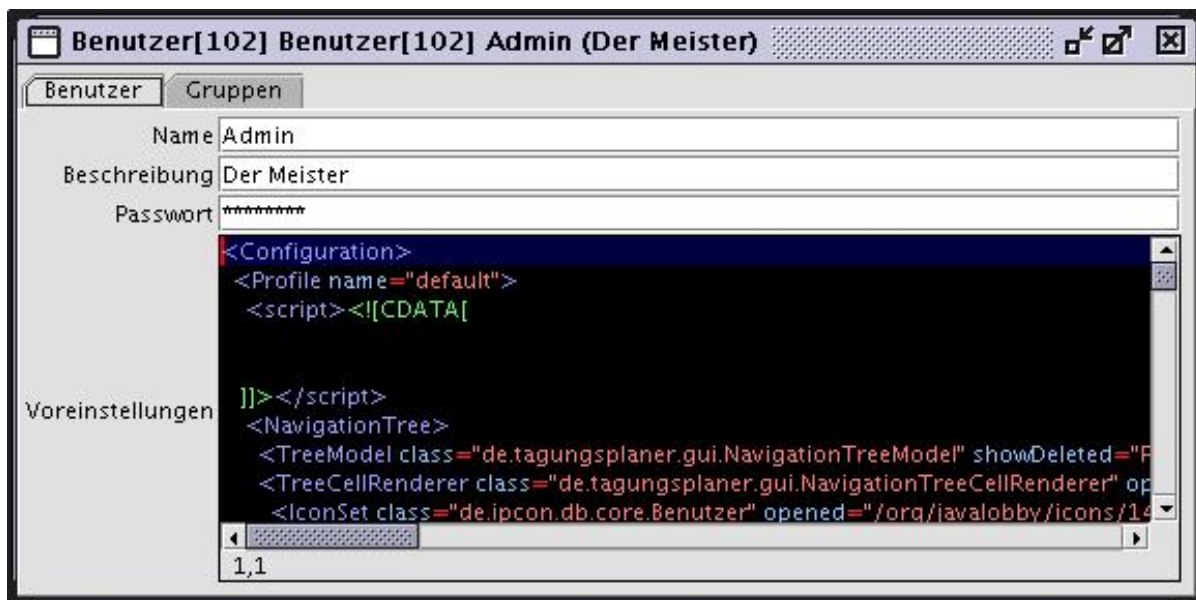 Benutzer[102] Benutzer[102] Admin (Der Meister)
Benutzer Gruppen
Name Admin
Beschreibung Der Meister
Passwort ********
Voreinstellungen
<Configuration>
<Profile name="default">
<script><![CDATA[
]]></script>
<NavigationTree>
<TreeModel class="de.tagungsplaner.gui.NavigationTreeModel" showDeleted="F
<TreeCellRenderer class="de.tagungsplaner.gui.NavigationTreeCellRenderer" op
<IconSet class="de.ipcon.db.core.Benutzer" opened="/org/javalobby/icons/14
1,1